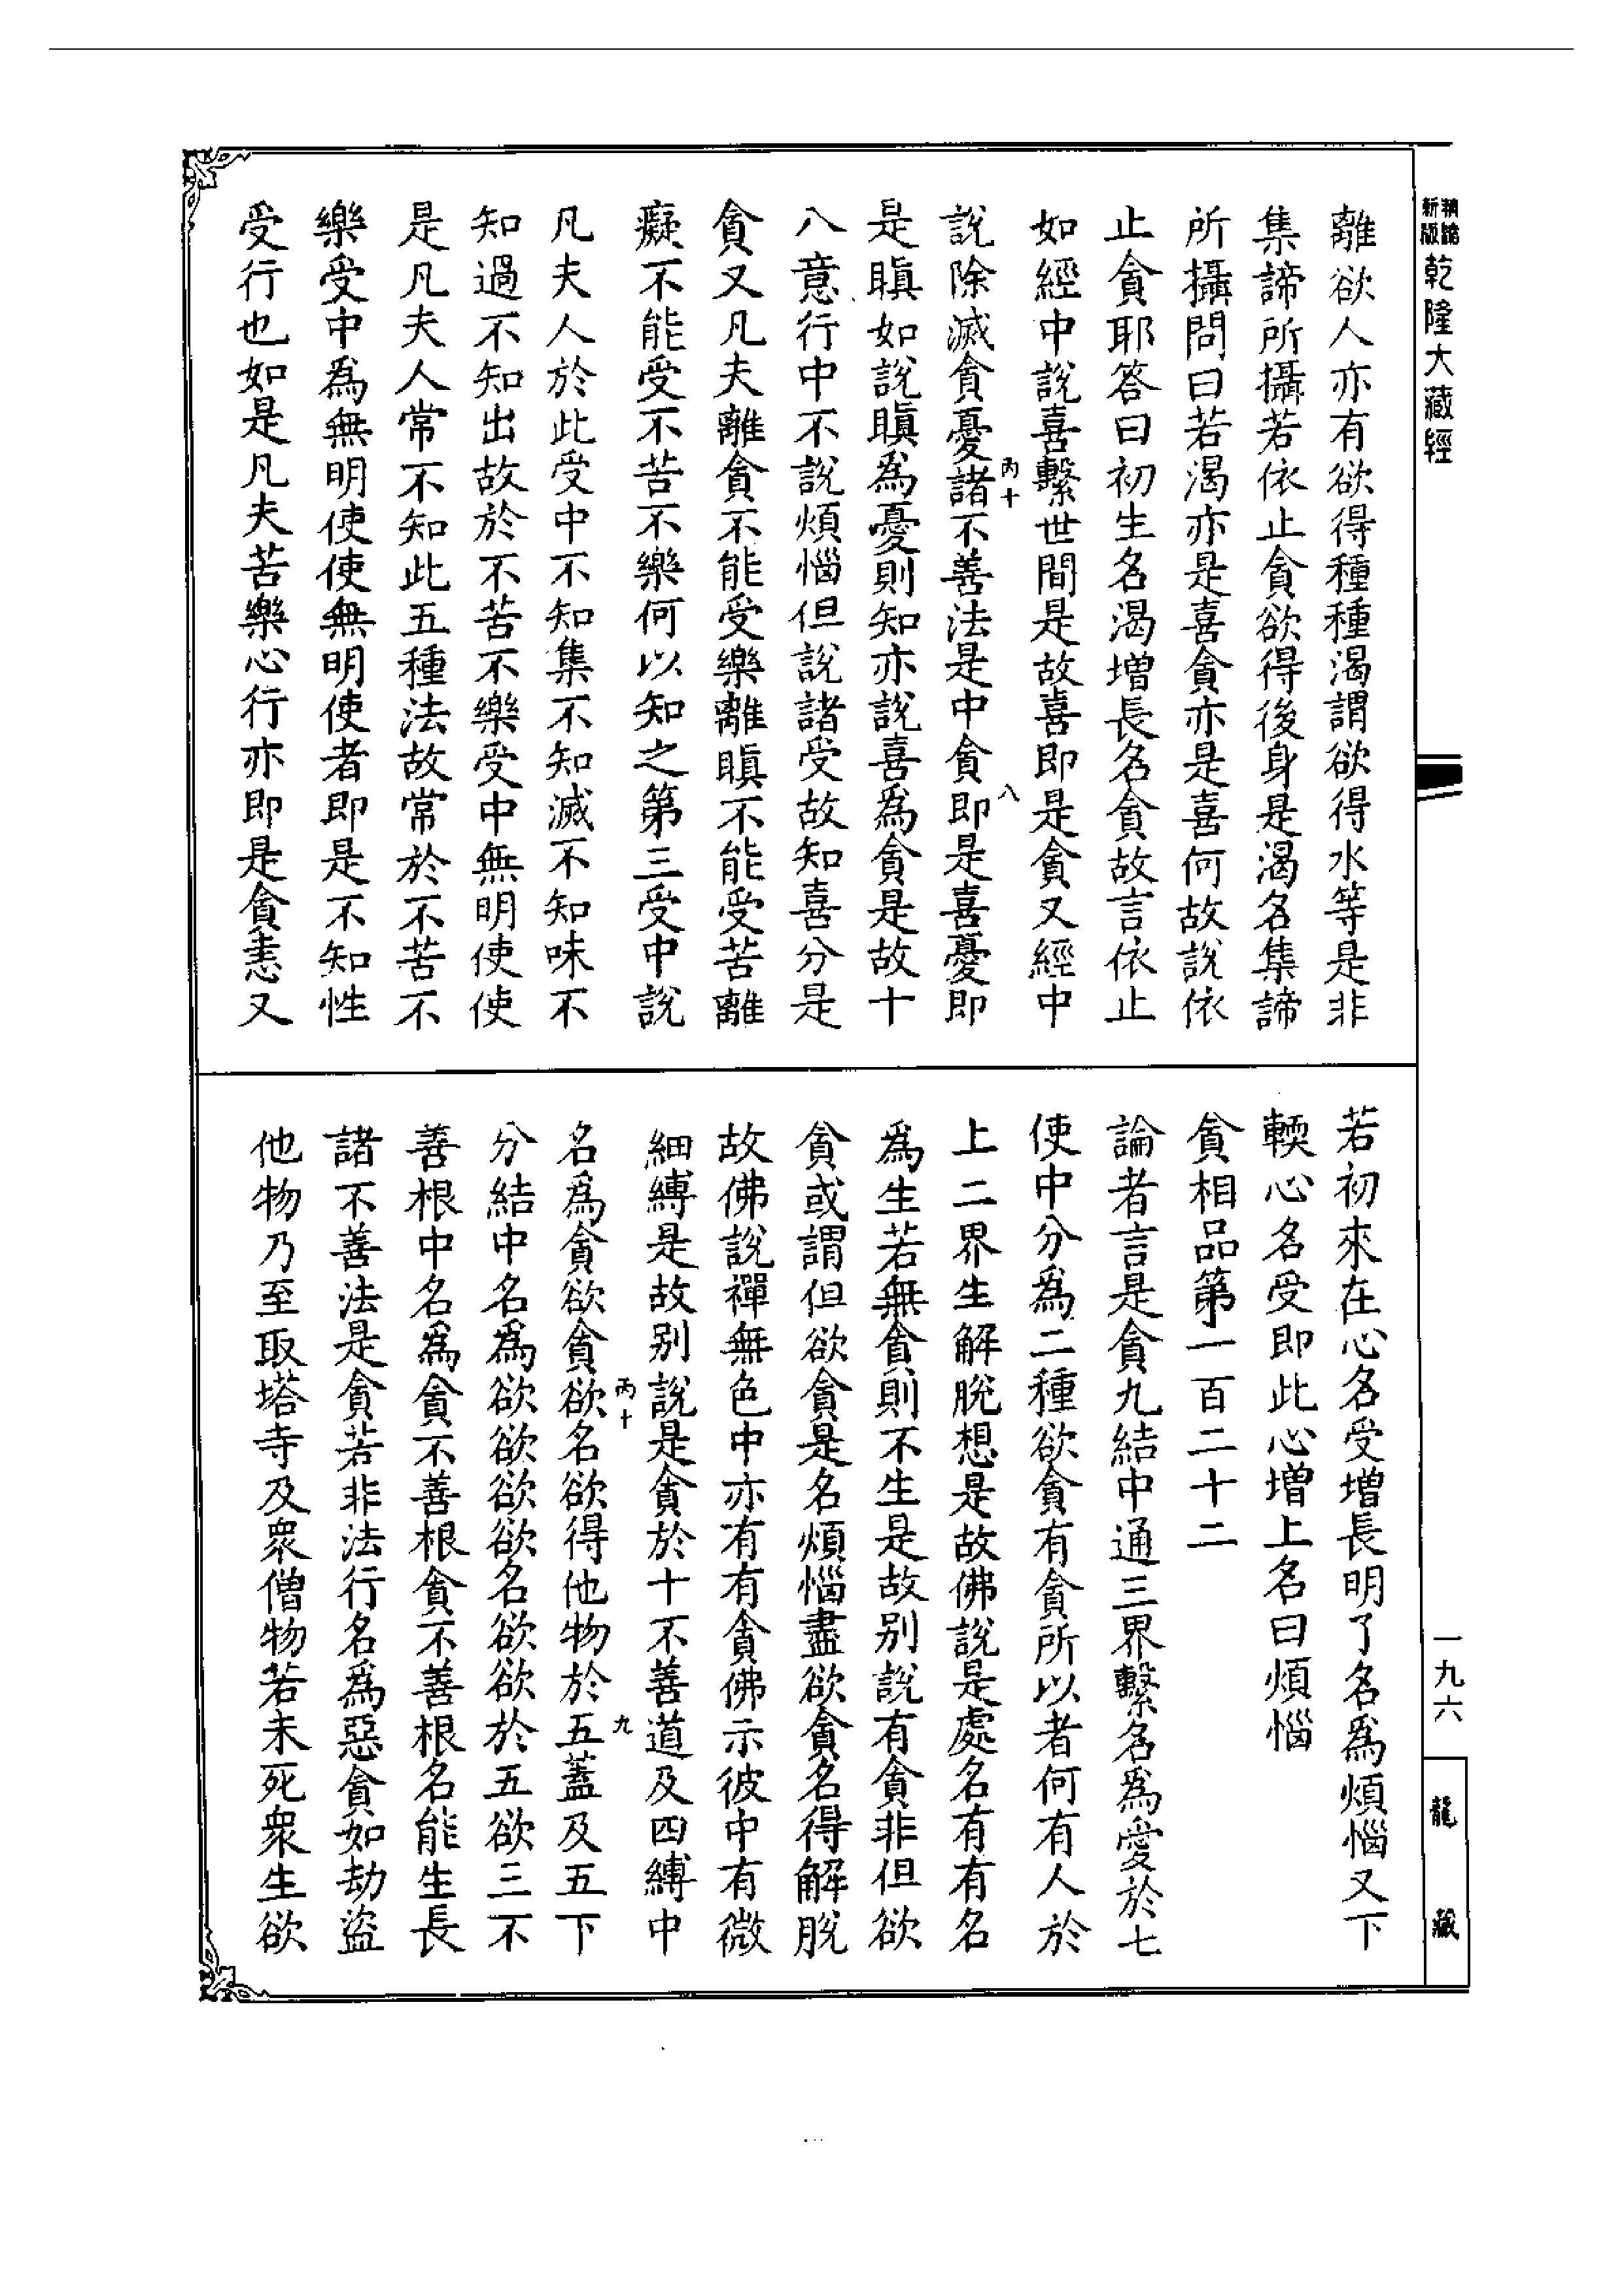 新版
乾隆大藏經
離欲人亦有欲得種種渴謂欲得水等是非
集諦所攝若依止貪欲得後身是渴名集諦
所攝問曰若渴亦是喜貪亦是喜何故說依
止貪耶答曰初生名渴增長名貪故言依止
如經中說喜繫世間是故喜即是貪又經中
說除滅貪憂諸不善法是中貪即是喜憂即
丙十
八
是瞋如說瞋為憂則知亦說喜為貪是故十
八意行中不說煩惱但說諸受故知喜分是
貪又凡夫離貪不能受樂離瞋不能受苦離
癡不能受不苦不樂何以知之第三受中說
凡夫人於此受中不知集不知滅不知味不
知過不知出故於不苦不樂受中無明使使
是凡夫人常不知此五種法故常於不苦不
樂受中為無明使使無明使者即是不知性
受行也如是凡夫苦樂心行亦即是貪恚又
若初來在心名受增長明了名為煩惱又下
輭心名受即此心增上名曰煩惱
貪相品第一百二十二
論者言是貪九結中通三界繫名為愛於七
使中分為二種欲貪有貪所以者何有人於
上二界生解脫想是故佛說是處名有有名
為生若無貪則不生是故別說有貪非但欲
貪或謂但欲貪是名煩惱盡欲貪名得解脫
故佛說禪無色中亦有有貪佛示彼中有微
細縛是故別說是貪於十不善道及四縛中
丙十
九
名為貪欲貪欲名欲得他物於五蓋及五下
分結中名為欲欲欲欲名欲欲於五欲三不
善根中名為貪不善根貪不善根名能生長
諸不善法是貪若非法行名為惡貪如劫盜
他物乃至取塔寺及眾僧物若未死眾生欲
一九六
龍藏